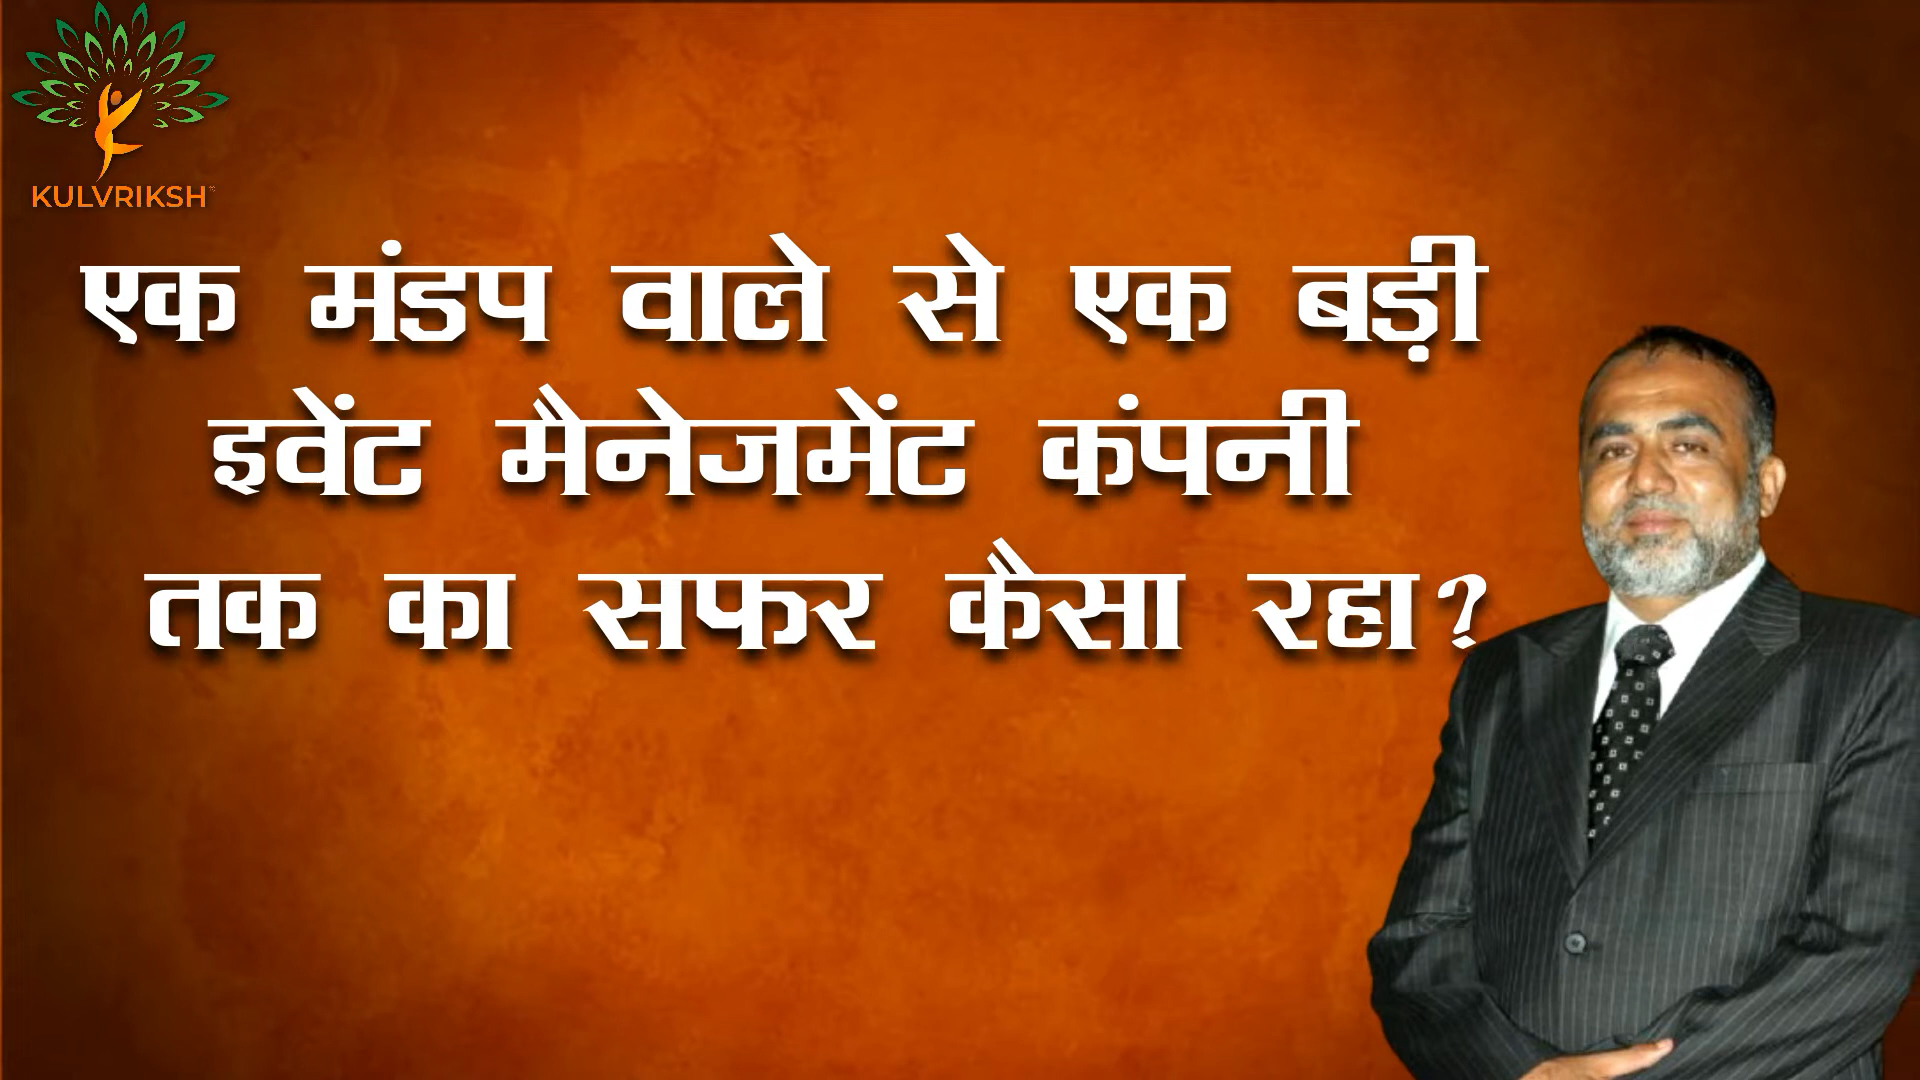 KULVRIKSH
एक मंडप वाले से एक बड़ी
इवेंट मैनेजमेंट कंपनी
तक का सफर कैसा रहा?